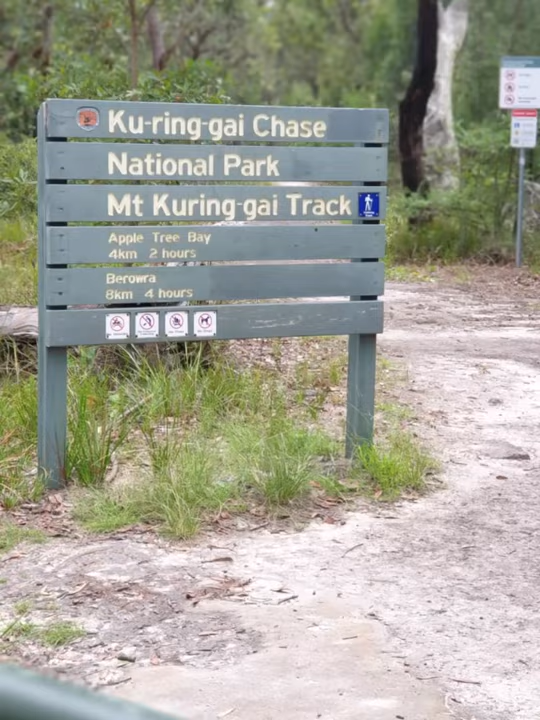 Ku-ring-gai Chase
National Park
Mt Kuring-gai Track
Apple Tree Bay
4km 2 hours
Berowra
8km 4 hours